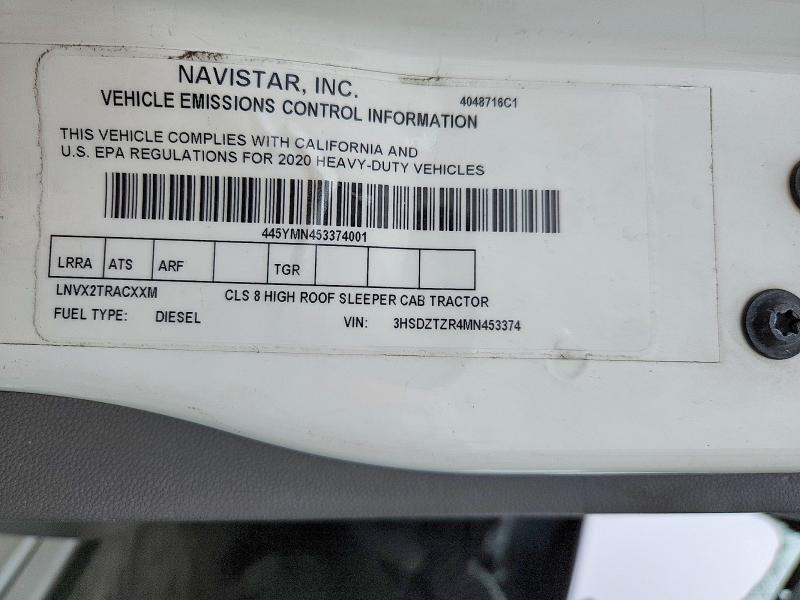 NAVISTAR, INC.
VEHICLE EMISSIONS CONTROL INFORMATION
4048716C1
THIS VEHICLE COMPLIES WITH CALIFORNIA AND
U.S. EPA REGULATIONS FOR 2020 HEAVY-DUTY VEHICLES
445YMN453374001
LRRA ATS ARF TGR
LNVX2TRACXXM CLS 8 HIGH ROOF SLEEPER CAB TRACTOR
FUEL TYPE: DIESEL VIN: 3HSDZTZR4MN453374